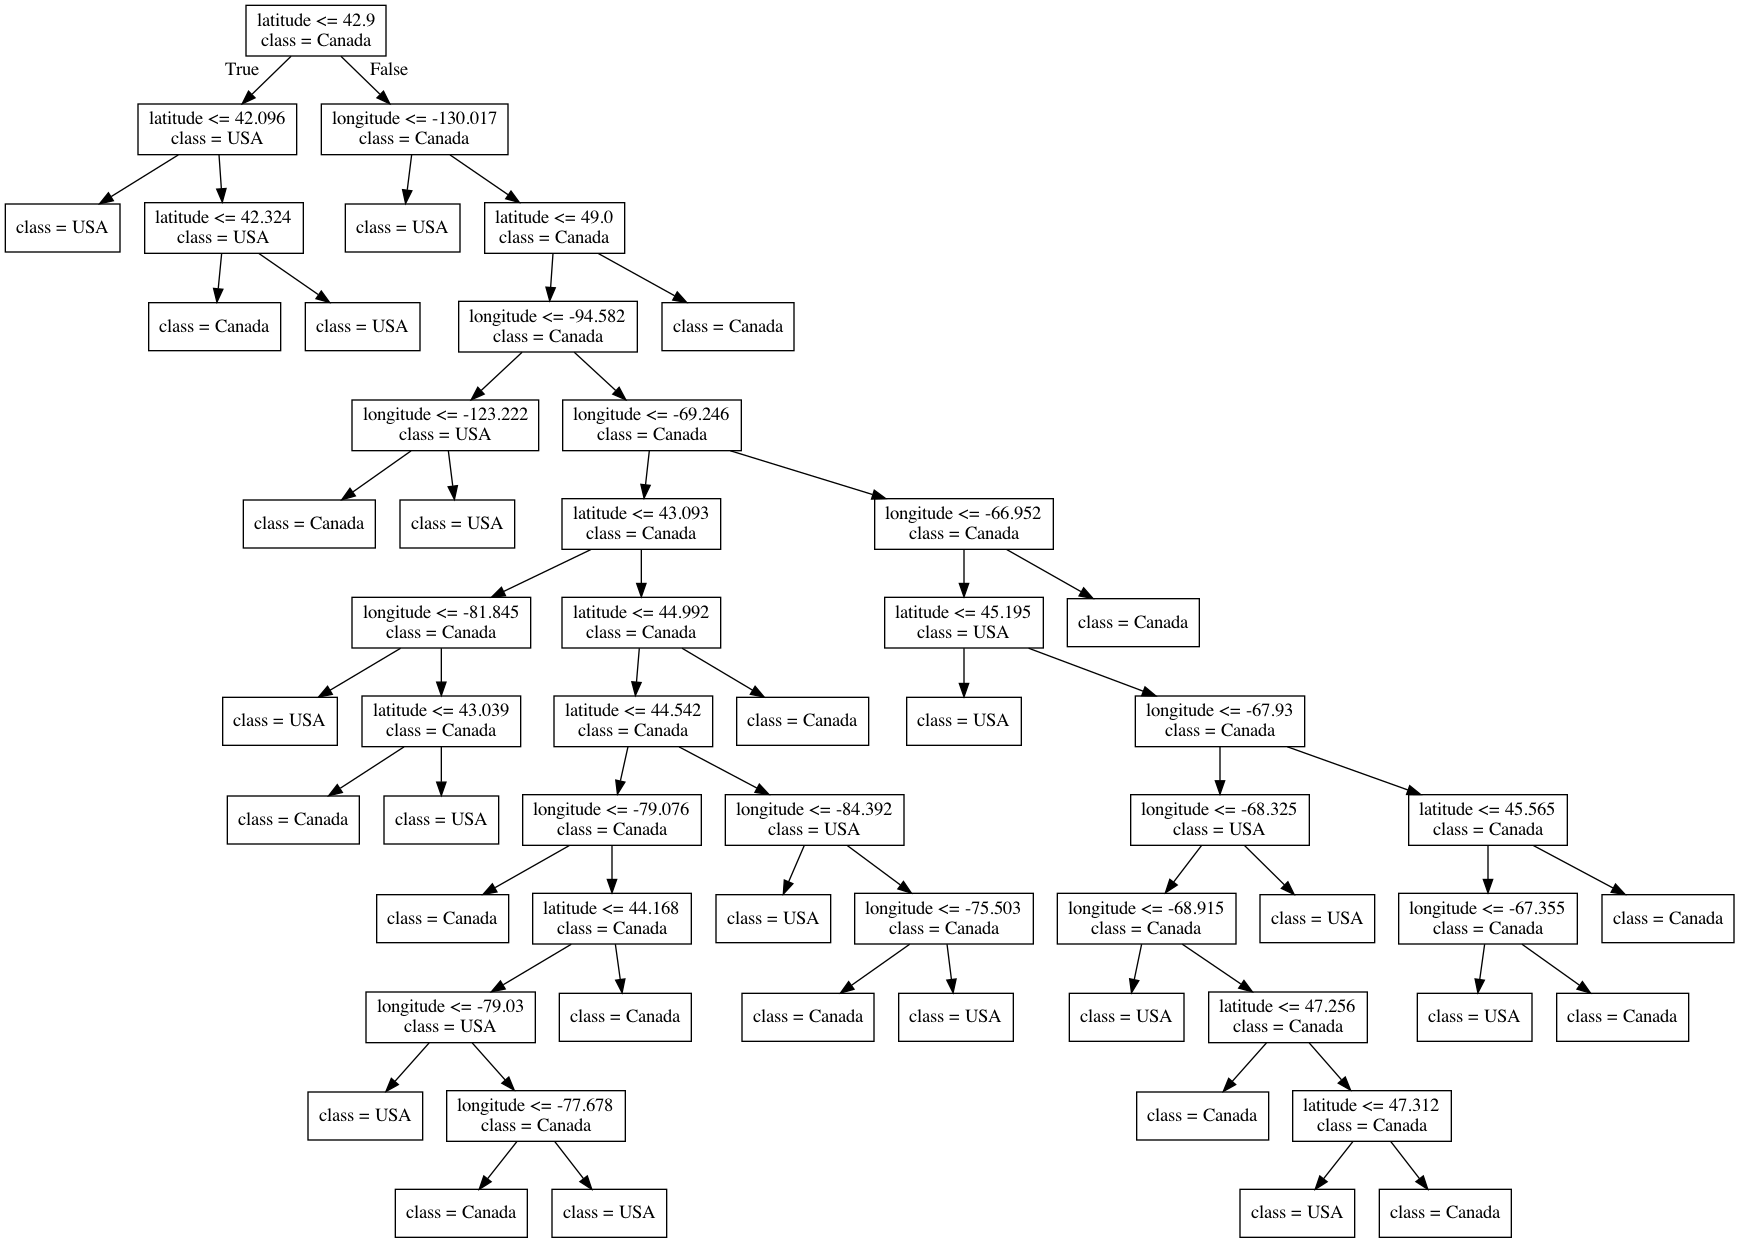 latitude <= 42.9
class = Canada
True
False
latitude <= 42.096
class = USA
longitude <= -130.017
class = Canada
class = USA
latitude <= 42.324
class = USA
class = USA
latitude <= 49.0
class = Canada
class = Canada
class = USA
longitude <= -94.582
class = Canada
class = Canada
longitude <= -123.222
class = USA
longitude <= -69.246
class = Canada
class = Canada
class = USA
latitude <= 43.093
class = Canada
longitude <= -66.952
class = Canada
longitude <= -81.845
class = Canada
latitude <= 44.992
class = Canada
latitude <= 45.195
class = USA
class = Canada
class = USA
latitude <= 43.039
class = Canada
latitude <= 44.542
class = Canada
class = Canada
class = USA
longitude <= -67.93
class = Canada
class = Canada
class = USA
longitude <= -79.076
class = Canada
longitude <= -84.392
class = USA
longitude <= -68.325
class = USA
latitude <= 45.565
class = Canada
class = Canada
latitude <= 44.168
class = Canada
class = USA
longitude <= -75.503
class = Canada
longitude <= -68.915
class = Canada
class = USA
longitude <= -67.355
class = Canada
class = Canada
longitude <= -79.03
class = USA
class = Canada
class = Canada
class = USA
class = USA
latitude <= 47.256
class = Canada
class = USA
class = Canada
class = USA
longitude <= -77.678
class = Canada
class = Canada
latitude <= 47.312
class = Canada
class = Canada
class = USA
class = USA
class = Canada